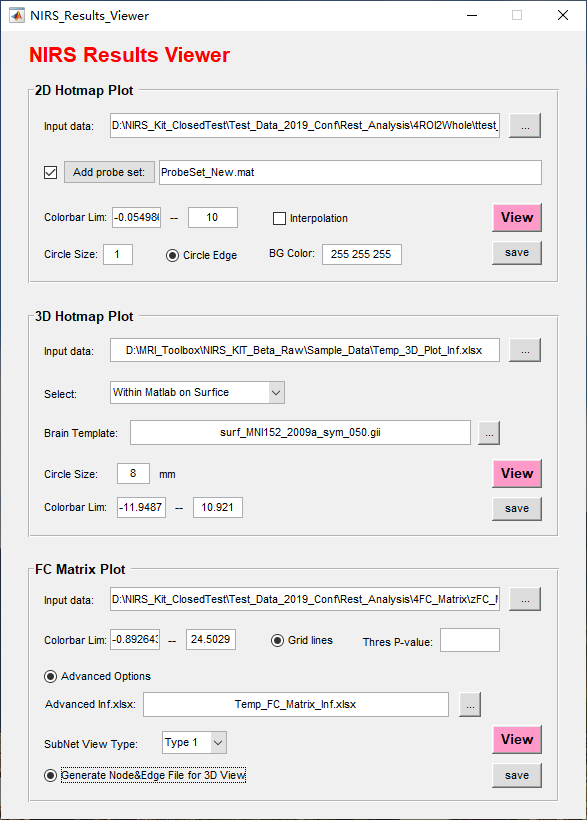 NIRS_Results_Viewer
NIRS Results Viewer
2D Hotmap Plot
Input data: D:\NIRS_Kit_ClosedTest\Test_Data_2019_Conf\Rest_Analysis\4ROI2Whole\ttest_ ...
Add probe set: ProbeSet_New.mat
Colorbar Lim: -0.05498 -- 10 Interpolation View
Circle Size: 1 Circle Edge BG Color: 255 255 255 save
3D Hotmap Plot
Input data: D:\MRI_Toolbox\NIRS_KIT_Beta_Raw\Sample_Data\Temp_3D_Plot_Inf.xlsx ...
Select: Within Matlab on Surfice
Brain Template: surf_MNI152_2009a_sym_050.gii ...
Circle Size: 8 mm View
Colorbar Lim: -11.9487 -- 10.921 save
FC Matrix Plot
Input data: D:\NIRS_Kit_ClosedTest\Test_Data_2019_Conf\Rest_Analysis\4FC_Matrix\zFC_ ...
Colorbar Lim: -0.89264 -- 24.5029 Grid lines Thres P-value:
Advanced Options
Advanced Inf.xlsx: Temp_FC_Matrix_Inf.xlsx ...
SubNet View Type: Type 1 View
Generate Node&Edge File for 3D View save